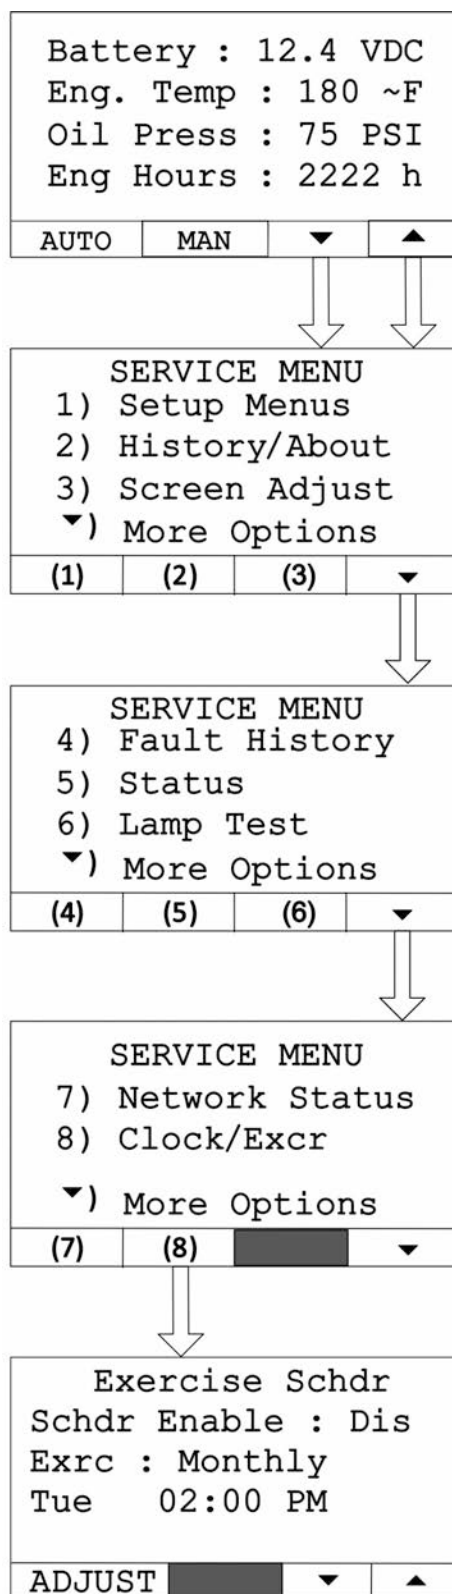 Battery : 12.4 VDC
Eng. Temp : 180 ~F
Oil Press : 75 PSI
Eng Hours : 2222 h
AUTO MAN ▼ ▲
SERVICE MENU
1) Setup Menus
2) History/About
3) Screen Adjust
▼) More Options
(1) (2) (3) ▼
SERVICE MENU
4) Fault History
5) Status
6) Lamp Test
▼) More Options
(4) (5) (6) ▼
SERVICE MENU
7) Network Status
8) Clock/Excr
▼) More Options
(7) (8) ▼
Exercise Schdr
Schdr Enable : Dis
Exrc : Monthly
Tue 02:00 PM
ADJUST ▼ ▲